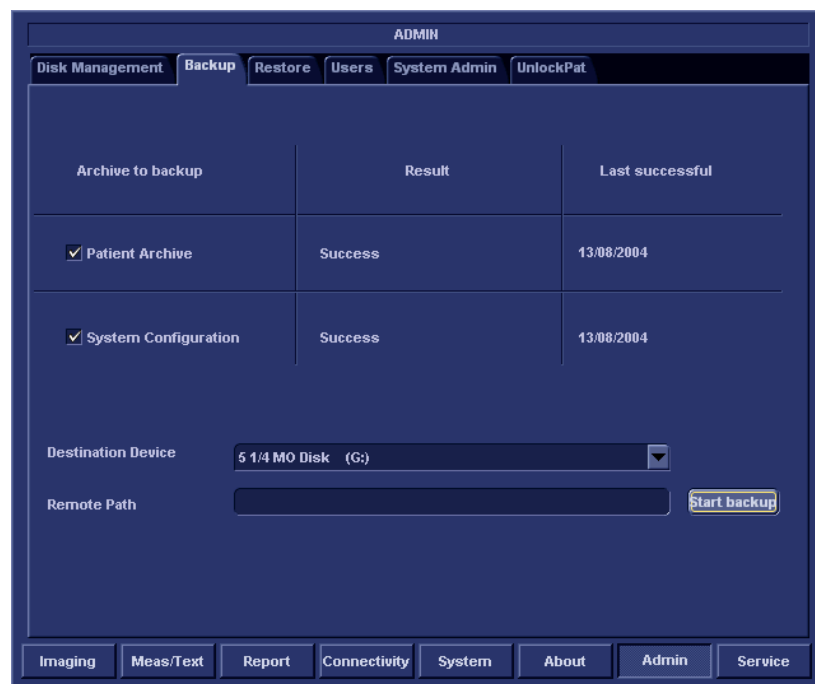 ADMIN
Disk Management Backup Restore Users System Admin UnlockPat
Archive to backup Result Last successful
Patient Archive Success 13/08/2004
System Configuration Success 13/08/2004
Destination Device 5 1/4 MO Disk (G:)
Remote Path Start backup
Imaging Meas/Text Report Connectivity System About Admin Service